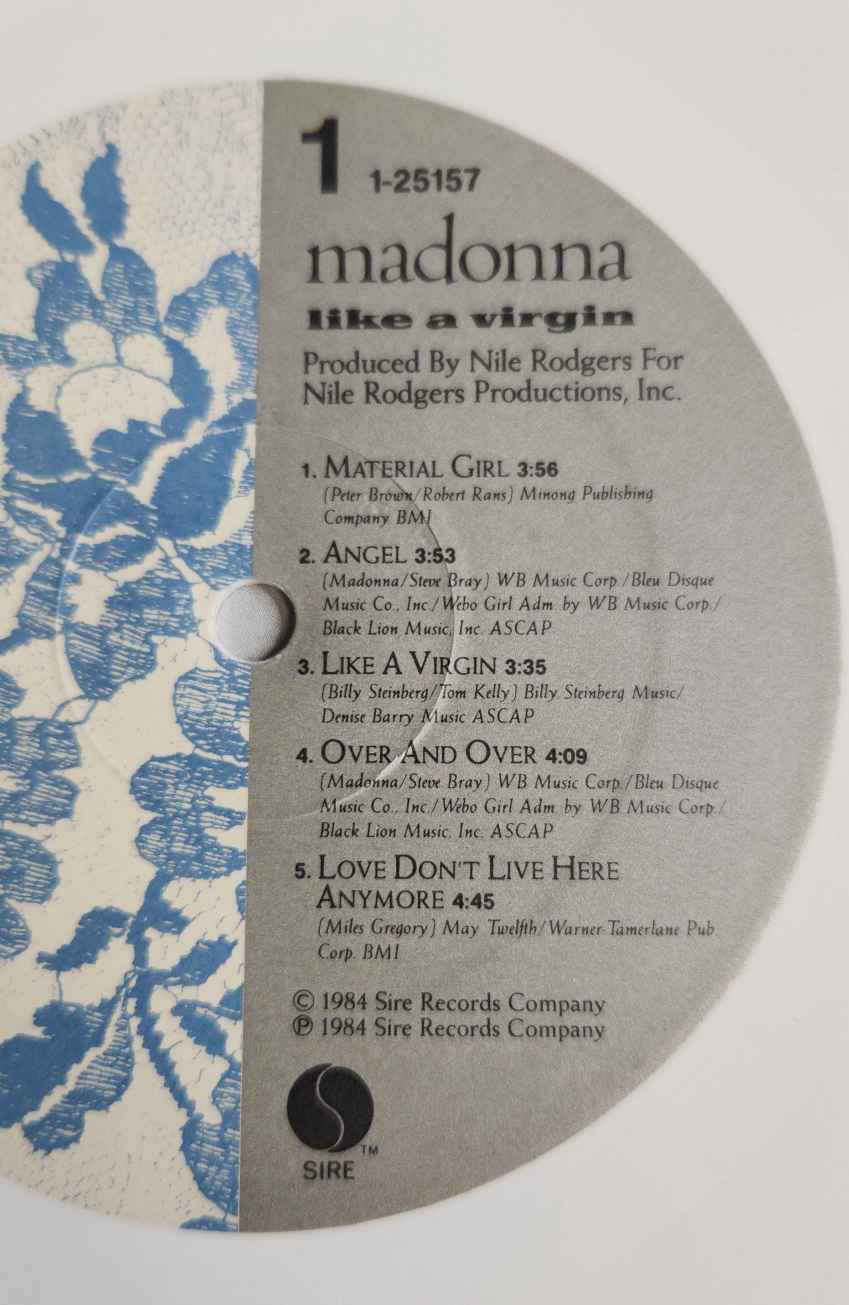 1 1-25157
madonna
like a virgin
Produced By Nile Rodgers For
Nile Rodgers Productions, Inc.
1. MATERIAL GIRL 3:56
(Peter Brown/Robert Rans) Minong Publishing
Company BMI
2. ANGEL 3:53
(Madonna/Steve Bray) WB Music Corp./Bleu Disque
Music Co., Inc./Webo Girl Adm. by WB Music Corp./
Black Lion Music, Inc. ASCAP
3. LIKE A VIRGIN 3:35
(Billy Steinberg/Tom Kelly) Billy Steinberg Music/
Denise Barry Music ASCAP
4. OVER AND OVER 4:09
(Madonna/Steve Bray) WB Music Corp./Bleu Disque
Music Co., Inc./Webo Girl Adm. by WB Music Corp./
Black Lion Music, Inc. ASCAP
5. LOVE DON'T LIVE HERE
ANYMORE 4:45
(Miles Gregory) May Twelfth/Warner-Tamerlane Pub.
Corp. BMI
© 1984 Sire Records Company
℗ 1984 Sire Records Company
TM
SIRE